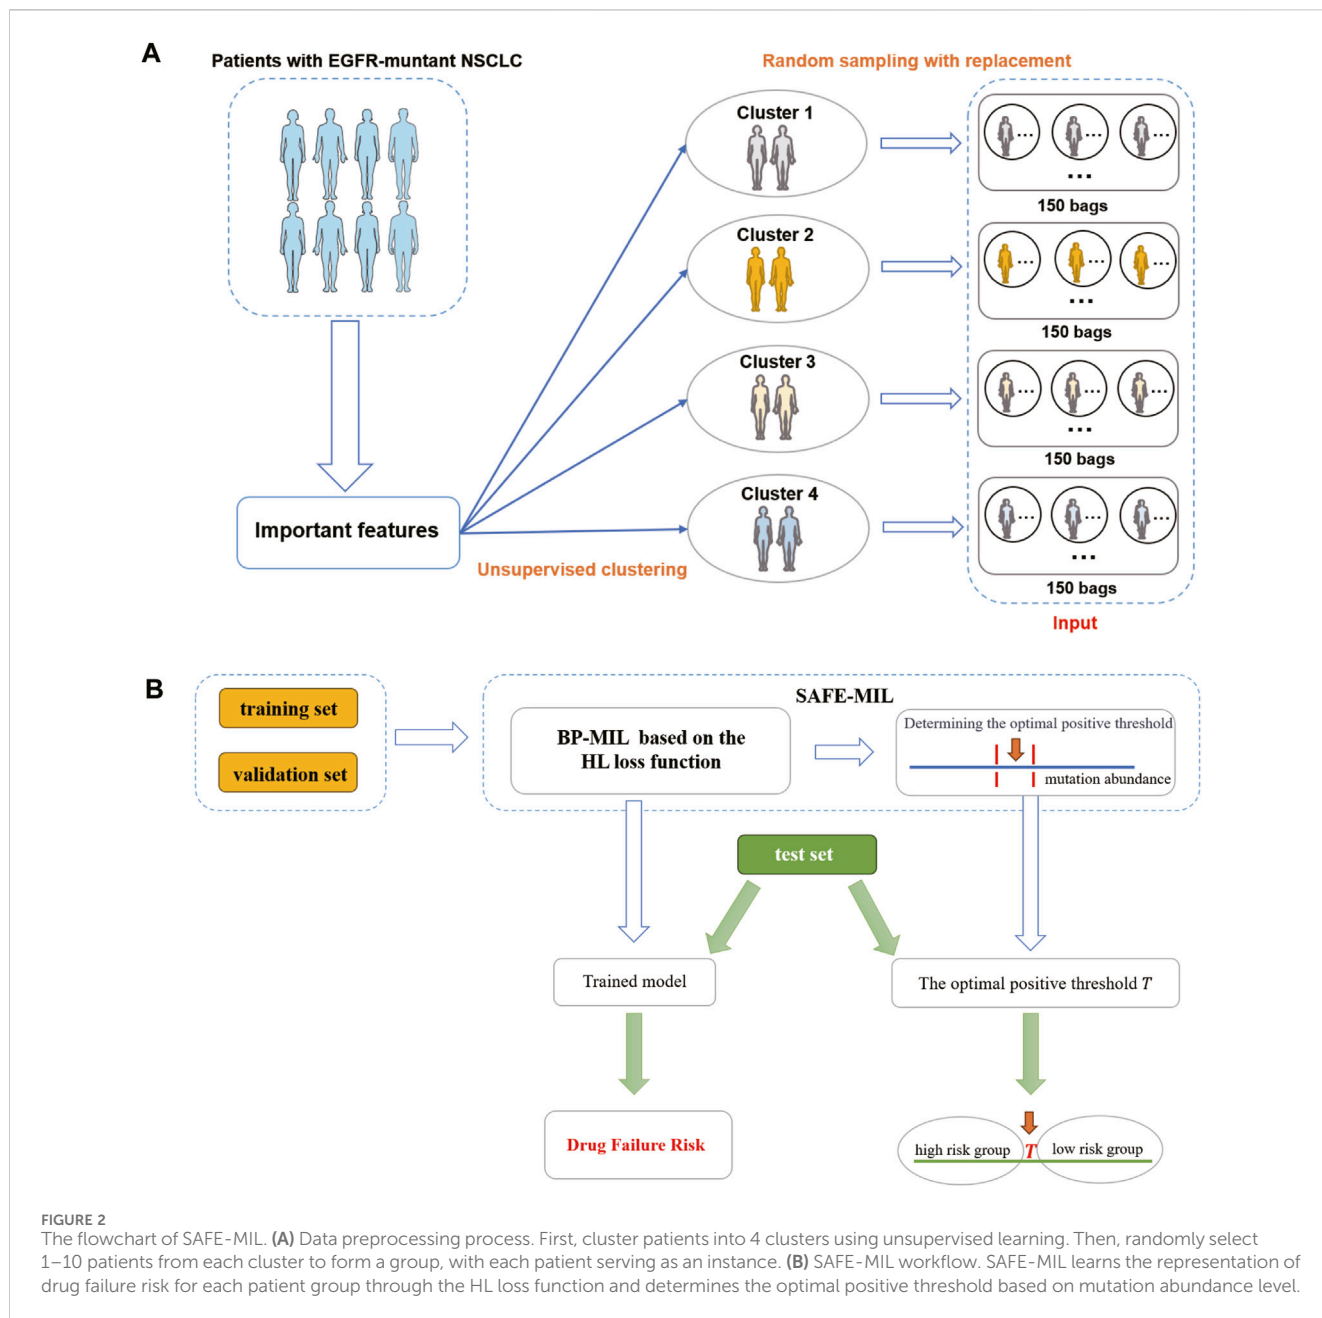 A
Patients with EGFR-muntant NSCLC
Random sampling with replacement
Cluster 1
... ... ...
...
150 bags
Cluster 2
... ... ...
...
150 bags
Cluster 3
... ... ...
...
150 bags
Important features
Cluster 4
... ... ...
...
150 bags
Unsupervised clustering
Input
B
training set
validation set
SAFE-MIL
BP-MIL based on the
HL loss function
Determining the optimal positive threshold
mutation abundance
test set
Trained model
The optimal positive threshold T
Drug Failure Risk
high risk group T low risk group
FIGURE 2
The flowchart of SAFE-MIL. (A) Data preprocessing process. First, cluster patients into 4 clusters using unsupervised learning. Then, randomly select
1–10 patients from each cluster to form a group, with each patient serving as an instance. (B) SAFE-MIL workflow. SAFE-MIL learns the representation of
drug failure risk for each patient group through the HL loss function and determines the optimal positive threshold based on mutation abundance level.